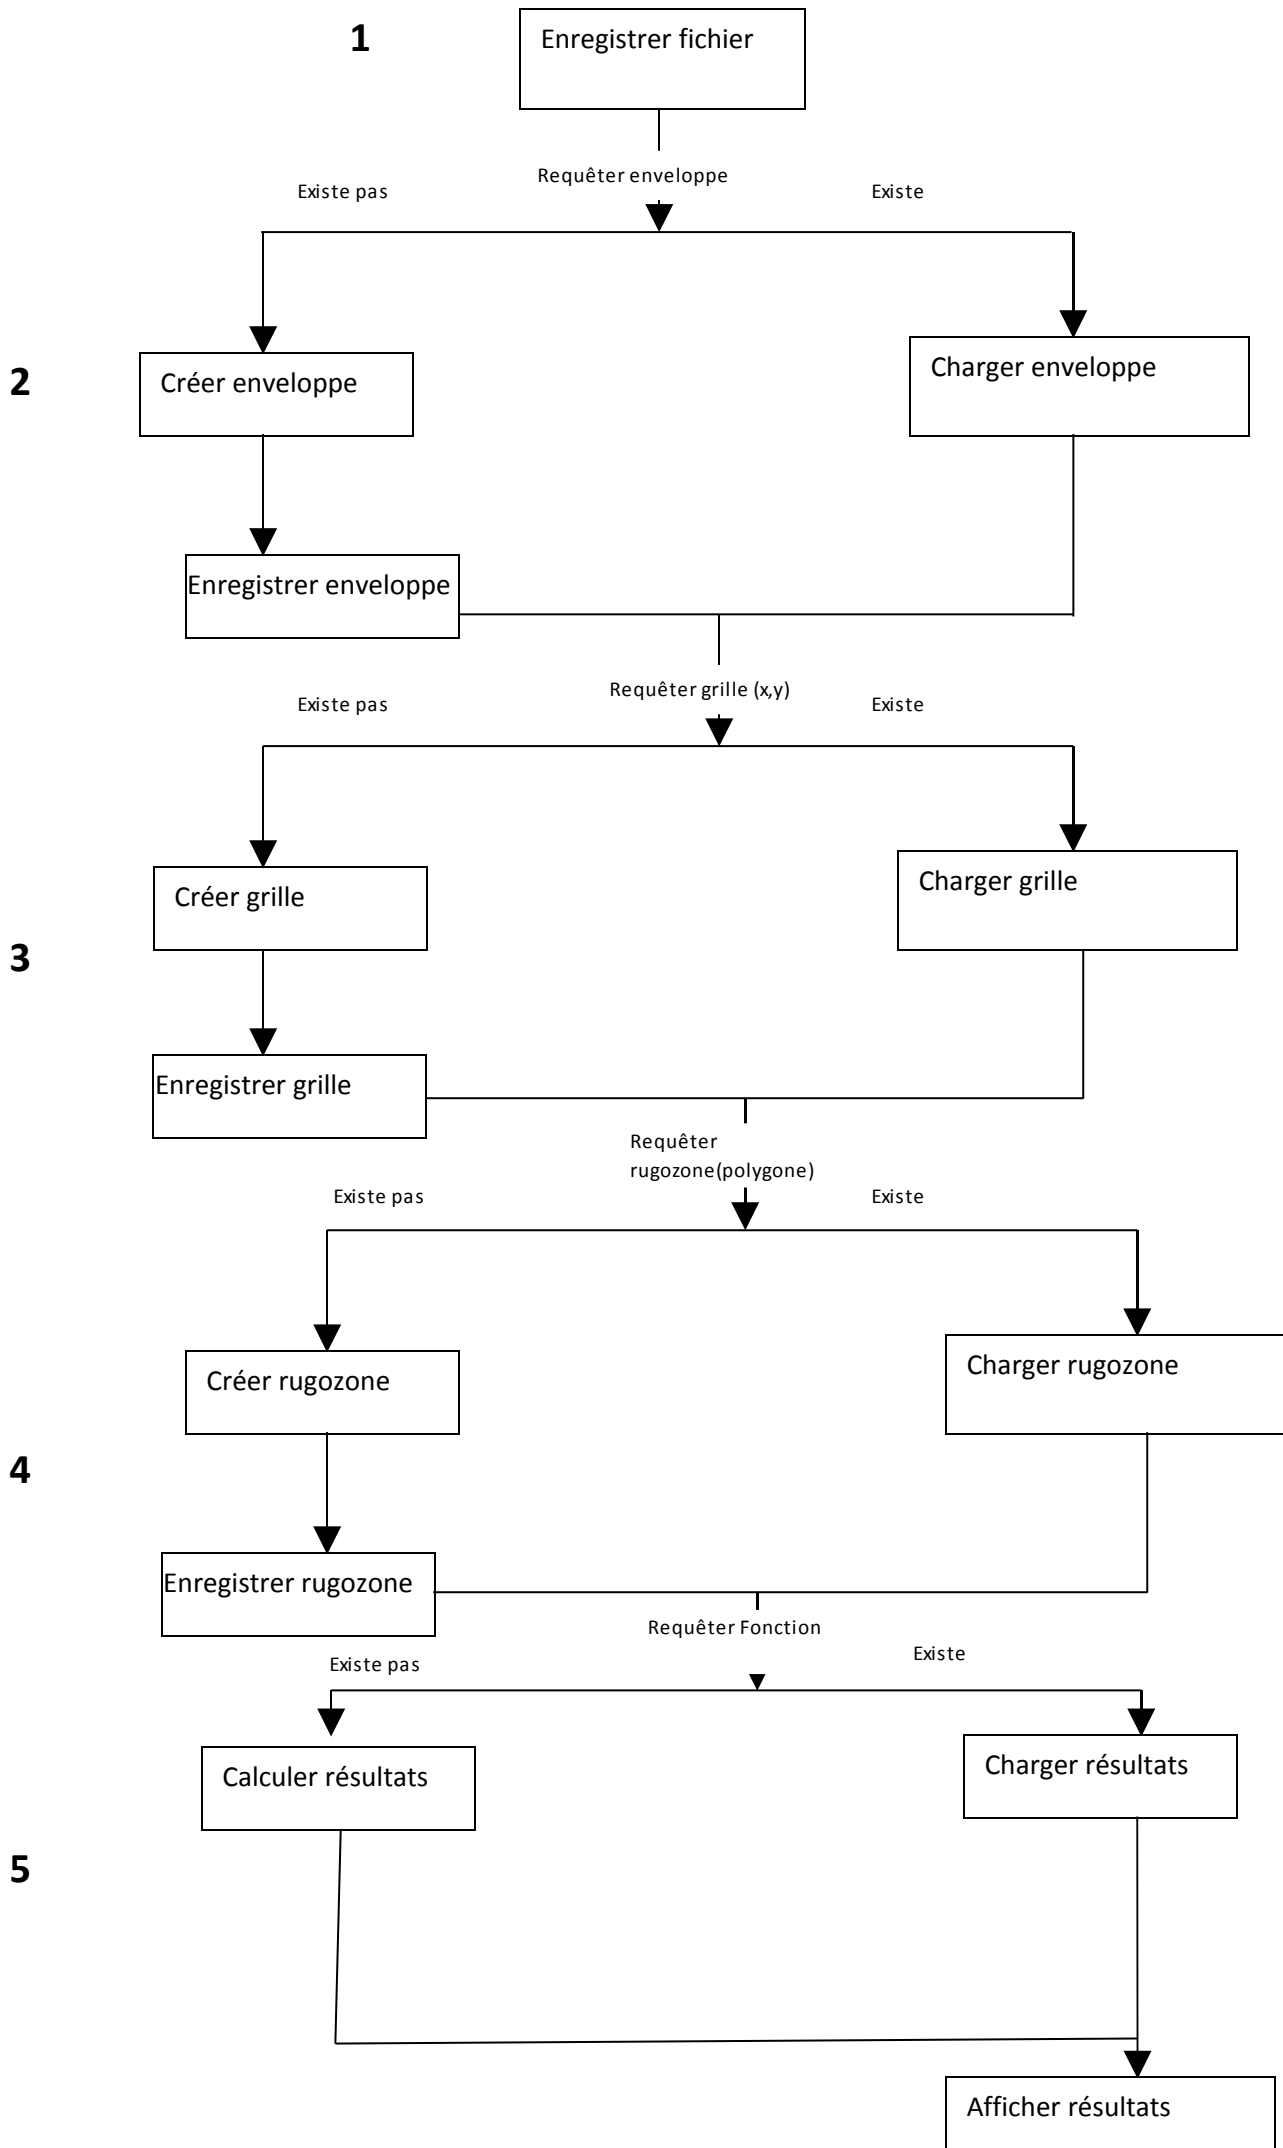 1
Enregistrer fichier
Requêter enveloppe
Existe pas
Existe
2
Créer enveloppe
Charger enveloppe
Enregistrer enveloppe
Requêter grille (x,y)
Existe pas
Existe
Créer grille
Charger grille
3
Enregistrer grille
Requêter
rugozone(polygone)
Existe pas
Existe
Créer rugozone
Charger rugozone
4
Enregistrer rugozone
Requêter Fonction
Existe pas
Existe
Calculer résultats
Charger résultats
5
Afficher résultats